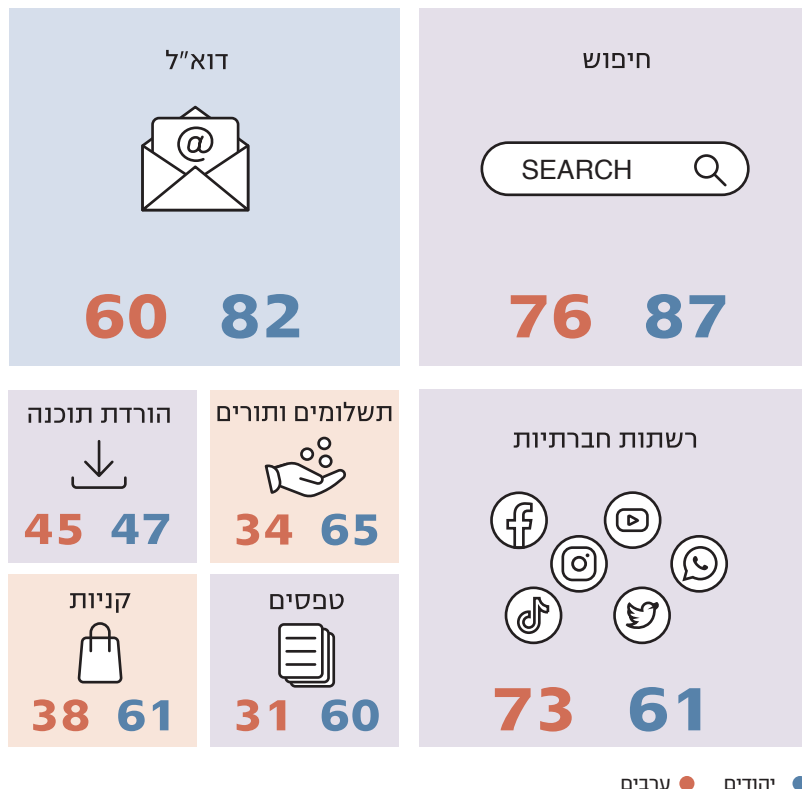 חיפוש
SEARCH
87 76
דוא"ל
@
82 60
רשתות חברתיות
61 73
תשלומים ותורים
65 34
הורדת תוכנה
47 45
טפסים
60 31
קניות
61 38
יהודים ערבים